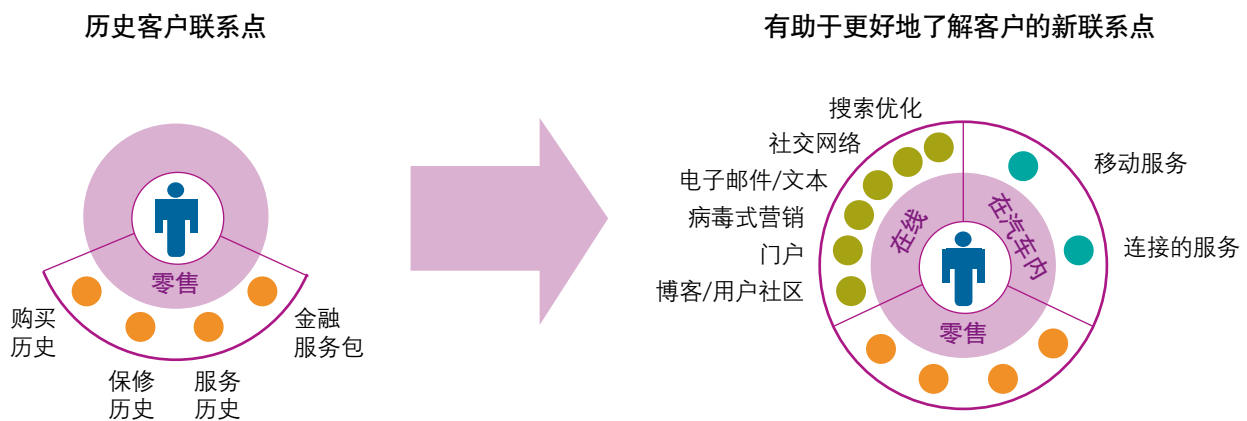 历史客户联系点
零售
购买
历史
保修
历史
服务
历史
金融
服务包
有助于更好地了解客户的新联系点
搜索优化
社交网络
电子邮件/文本
病毒式营销
门户
博客/用户社区
在线
在汽车内
零售
移动服务
连接的服务